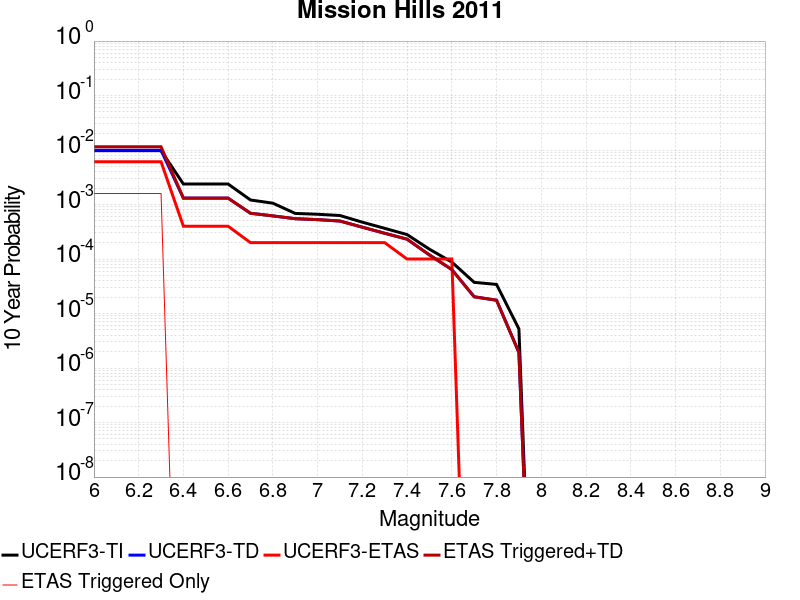 Mission Hills 2011
10 Year Probability
10^0
10^-1
10^-2
10^-3
10^-4
10^-5
10^-6
10^-7
10^-8
6 6.2 6.4 6.6 6.8 7 7.2 7.4 7.6 7.8 8 8.2 8.4 8.6 8.8 9
Magnitude
UCERF3-TI UCERF3-TD UCERF3-ETAS ETAS Triggered+TD
ETAS Triggered Only